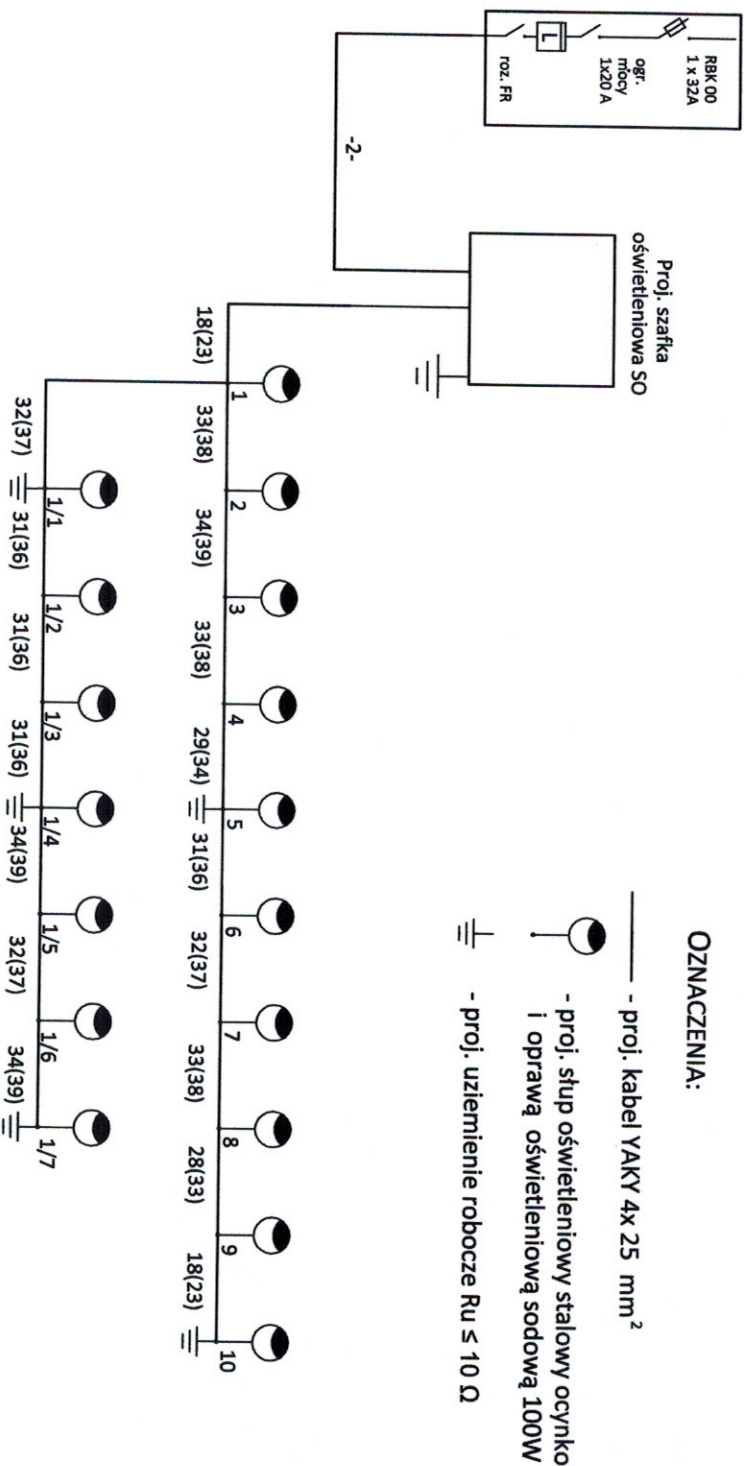 RBK 00
1 x 32A
ogr.
mocy
1x20 A
L
roz. FR
-2-
Proj. szafka
oświetleniowa SO
18(23)
1
33(38)
2
34(39)
3
33(38)
4
29(34)
5
31(36)
6
32(37)
7
33(38)
8
28(33)
9
18(23)
10
32(37)
1/1
31(36)
1/2
31(36)
1/3
31(36)
1/4
34(39)
1/5
32(37)
1/6
34(39)
1/7
OZNACZENIA:
- proj. kabel YAKY 4x 25 mm²
- proj. słup oświetleniowy stalowy ocynko
i oprawą oświetleniową sodową 100W
- proj. uziemienie robocze Ru ≤ 10 Ω